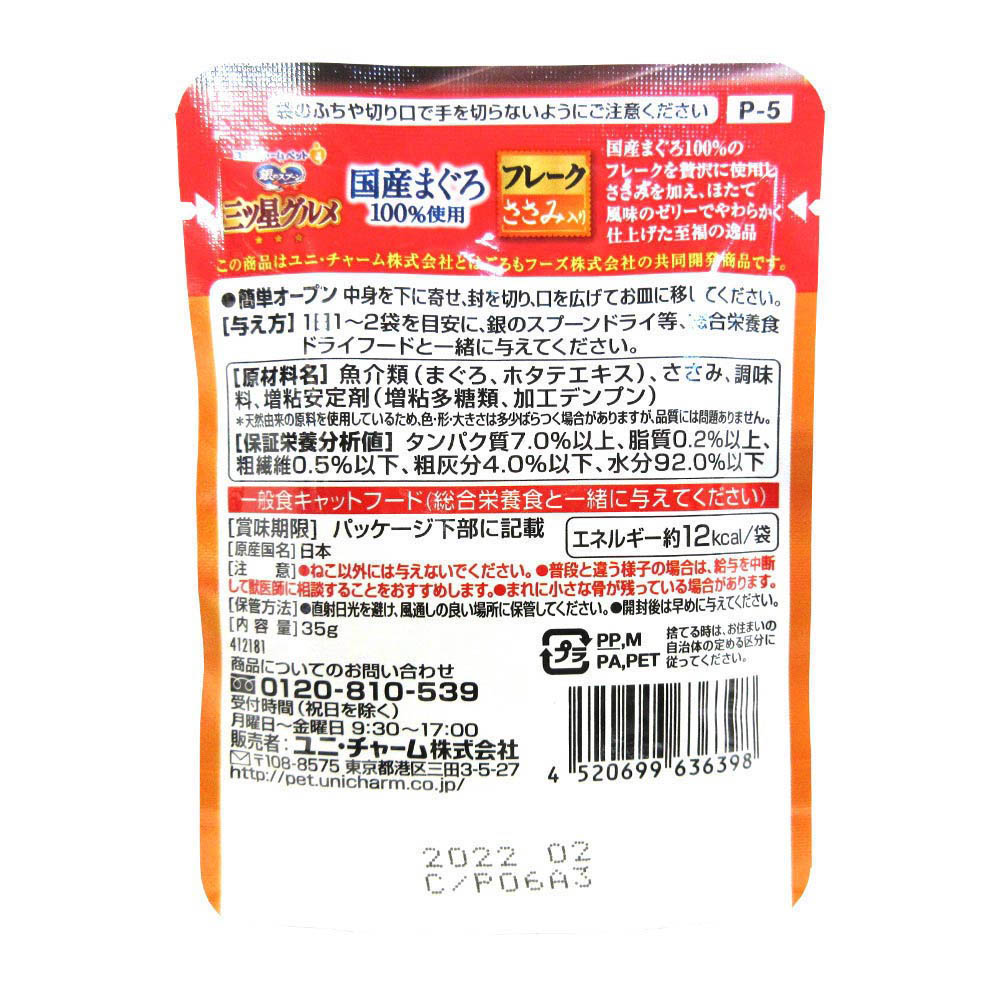 袋のふちや切り口で手を切らないようにご注意ください
P-5
銀のスプーン
三ツ星グルメ
国産まぐろ
100%使用
フレーク
ささみ入り
国産まぐろ100%の
フレークを贅沢に使用し
ささみを加え、ほたて
風味のゼリーでやわらかく
仕上げた至福の逸品
この商品はユニ・チャーム株式会社とはごろもフーズ株式会社の共同開発商品です。
●簡単オープン 中身を下に寄せ、封を切り、口を広げてお皿に移してください。
[与え方] 1日1〜2袋を目安に、銀のスプーンドライ等、総合栄養食
ドライフードと一緒に与えてください。
[原材料名] 魚介類(まぐろ、ホタテエキス)、ささみ、調味
料、増粘安定剤(増粘多糖類、加工デンプン)
*天然由来の原料を使用しているため、色・形・大きさは多少ばらつく場合がありますが、品質には問題ありません。
[保証栄養分析値] タンパク質7.0%以上、脂質0.2%以上、
粗繊維0.5%以下、粗灰分4.0%以下、水分92.0%以下
一般食キャットフード(総合栄養食と一緒に与えてください)
[賞味期限] パッケージ下部に記載
エネルギー約12kcal/袋
[原産国名]日本
[注 意]●ねこ以外には与えないでください。●普段と違う様子の場合は、給与を中断
して獣医師に相談することをおすすめします。●まれに小さな骨が残っている場合があります。
[保管方法]●直射日光を避け、風通しの良い場所に保管してください。●開封後は早めに与えてください。
[内 容 量]35g
412181
プラ
PP,M
PA,PET
捨てる時は、お住まいの
自治体の定める区分に
従ってください。
商品についてのお問い合わせ
0120-810-539
受付時間(祝日を除く)
月曜日〜金曜日 9:30〜17:00
販売者:ユニ・チャーム株式会社
〒108-8575 東京都港区三田3-5-27
http://pet.unicharm.co.jp/
4 520699 636398
2022 02
C/P06A3